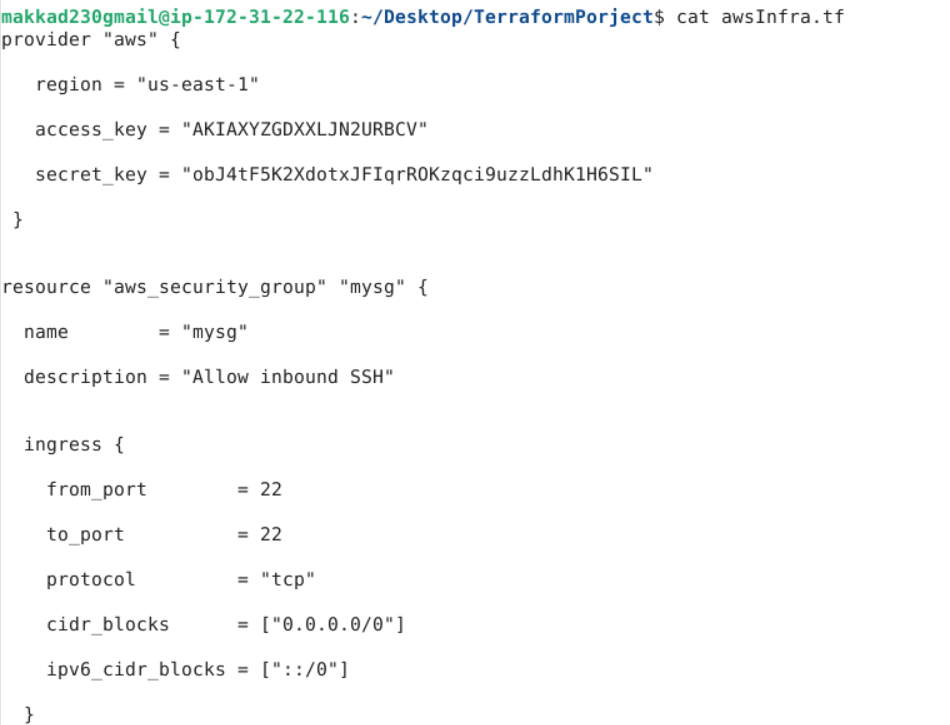 makkad230gmail@ip-172-31-22-116:~/Desktop/TerraformPorject$ cat awsInfra.tf
provider "aws" {
region = "us-east-1"
access_key = "AKIAXYZGDXXLJN2URBCV"
secret_key = "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"
}
resource "aws_security_group" "mysg" {
name = "mysg"
description = "Allow inbound SSH"
ingress {
from_port = 22
to_port = 22
protocol = "tcp"
cidr_blocks = ["0.0.0.0/0"]
ipv6_cidr_blocks = ["::/0"]
}